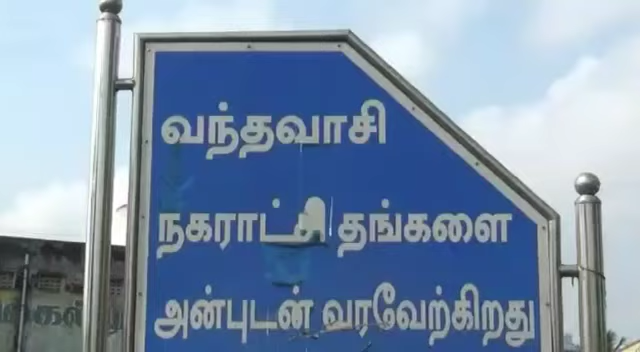 வந்தவாசி
நகராட்சி தங்களை
அன்புடன் வரவேற்கிறது